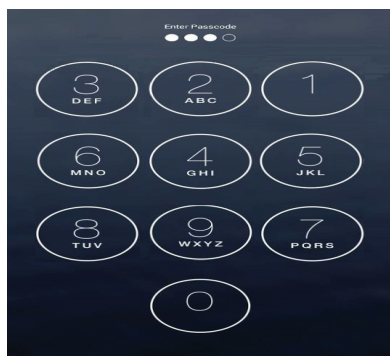 Enter Passcode
3 2 1
DEF ABC
6 4 5
MNO GHI JKL
8 9 7
TUV WXYZ PQRS
0